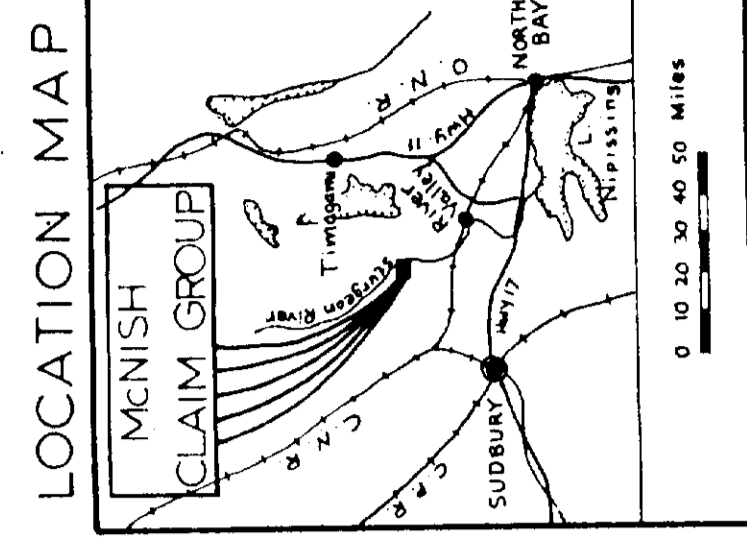 LOCATION MAP
McNISH
CLAIM GROUP
NORTH
BAY
O. N. R.
Hwy. 11
Timagami
L.
River
Valley
Sturgeon River
L.
Nipissing
Hwy 17
C. N. R.
C. P. R.
SUDBURY
0 10 20 30 40 50 Miles